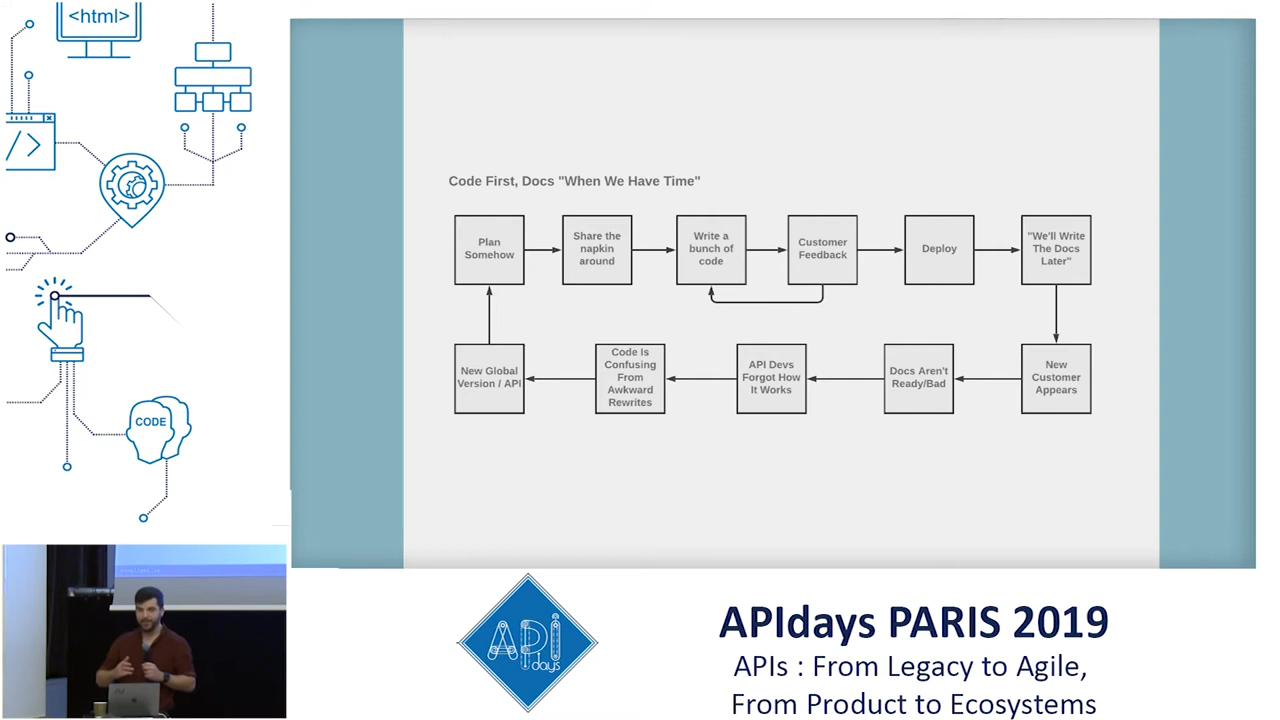 <html>
</>
CODE
Code First, Docs "When We Have Time"
Plan
Somehow
Share the
napkin
around
Write a
bunch of
code
Customer
Feedback
Deploy
"We'll Write
The Docs
Later"
New Global
Version / API
Code Is
Confusing
From
Awkward
Rewrites
API Devs
Forgot How
It Works
Docs Aren't
Ready/Bad
New
Customer
Appears
API
days
APIdays PARIS 2019
APIs : From Legacy to Agile,
From Product to Ecosystems